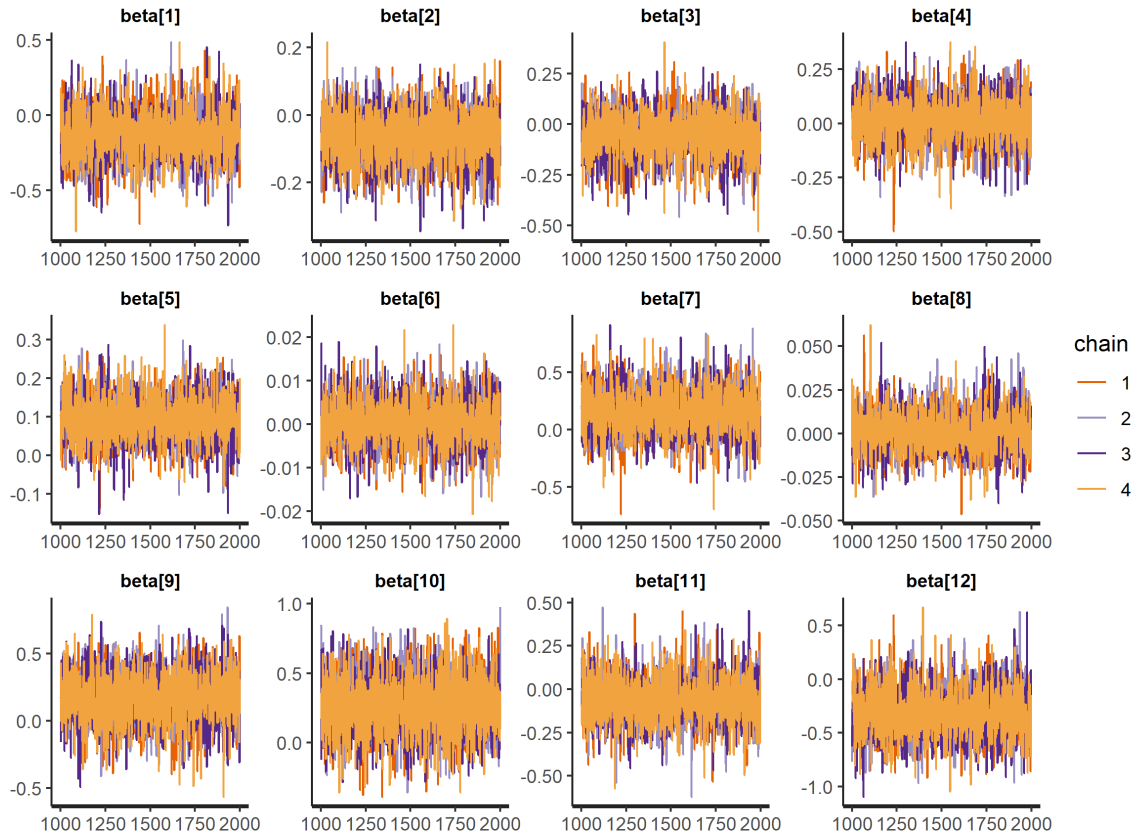 beta[1] beta[2] beta[3] beta[4]
0.5 0.0 -0.5
0.2 0.0 -0.2
0.25 0.00 -0.25 -0.50
0.25 0.00 -0.25 -0.50
1000 1250 1500 1750 2000 1000 1250 1500 1750 2000 1000 1250 1500 1750 2000 1000 1250 1500 1750 2000
beta[5] beta[6] beta[7] beta[8]
0.3 0.2 0.1 0.0 -0.1
0.02 0.01 0.00 -0.01 -0.02
0.5 0.0 -0.5
0.050 0.025 0.000 -0.025 -0.050
1000 1250 1500 1750 2000 1000 1250 1500 1750 2000 1000 1250 1500 1750 2000 1000 1250 1500 1750 2000
beta[9] beta[10] beta[11] beta[12]
0.5 0.0 -0.5
1.0 0.5 0.0
0.50 0.25 0.00 -0.25 -0.50
0.5 0.0 -0.5 -1.0
1000 1250 1500 1750 2000 1000 1250 1500 1750 2000 1000 1250 1500 1750 2000 1000 1250 1500 1750 2000
chain
1
2
3
4